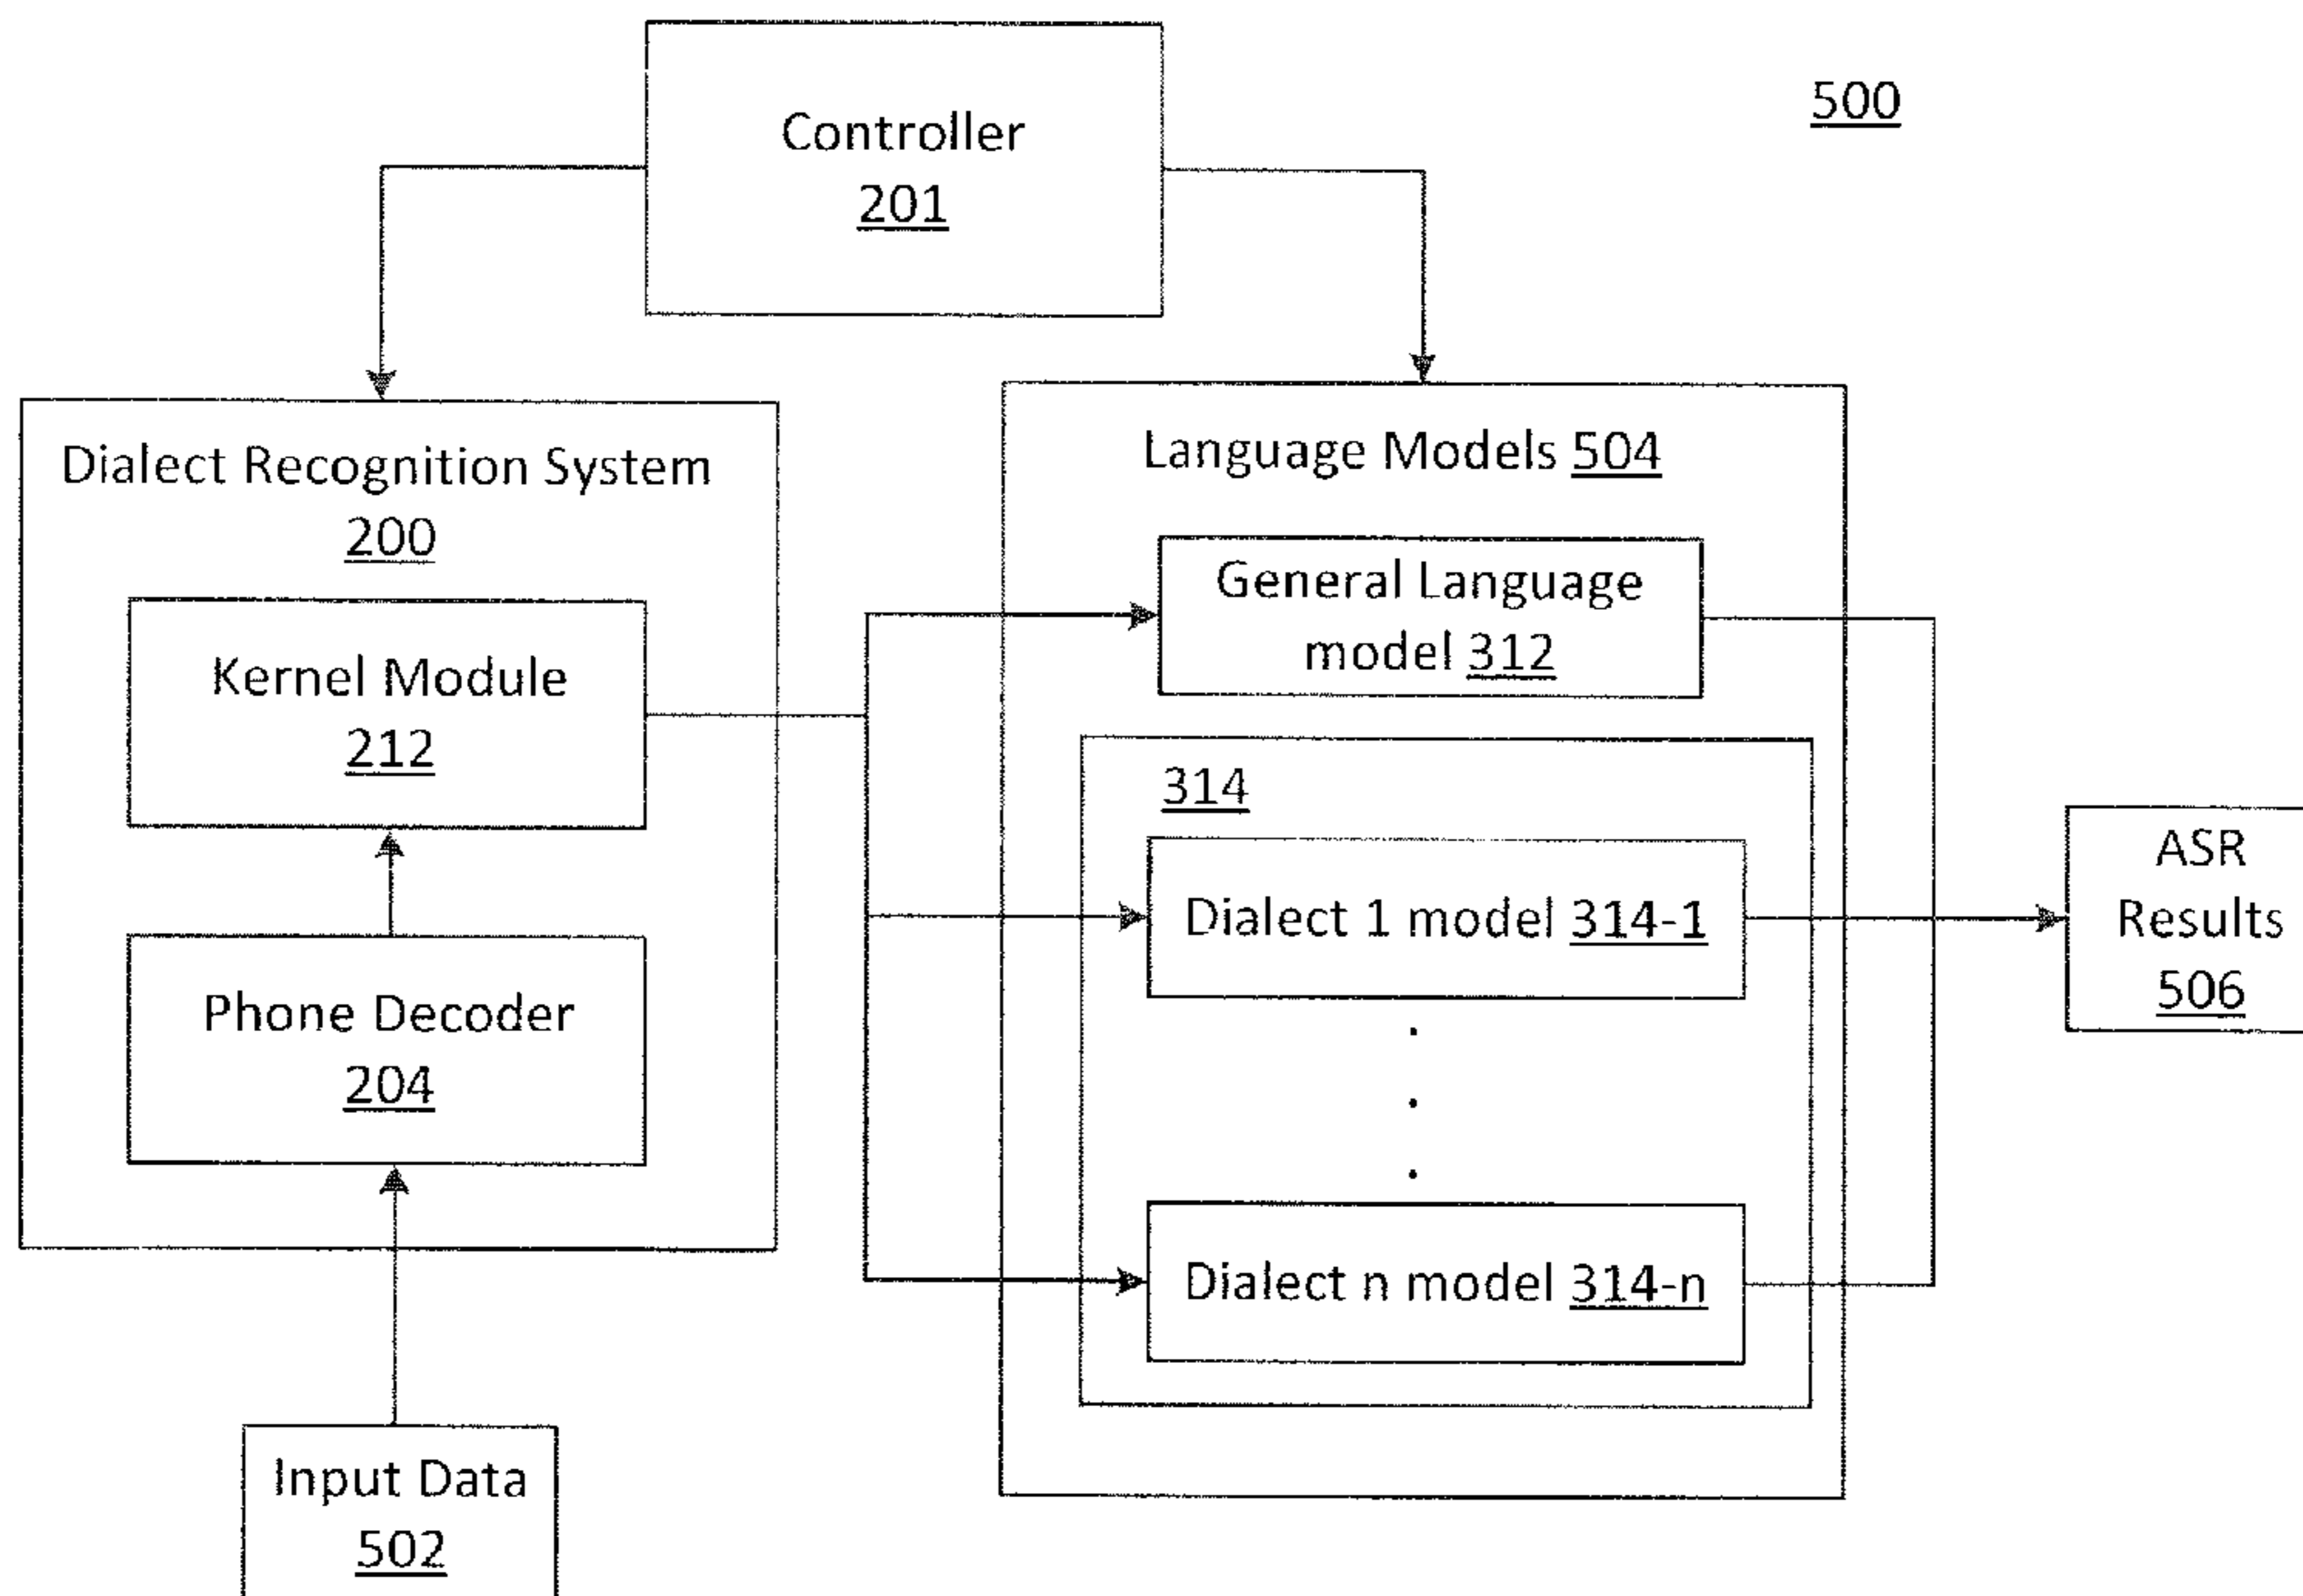 500
Controller
201
Dialect Recognition System
200
Kernel Module
212
Phone Decoder
204
Input Data
502
Language Models 504
General Language
model 312
314
Dialect 1 model 314-1
.
.
.
Dialect n model 314-n
ASR
Results
506